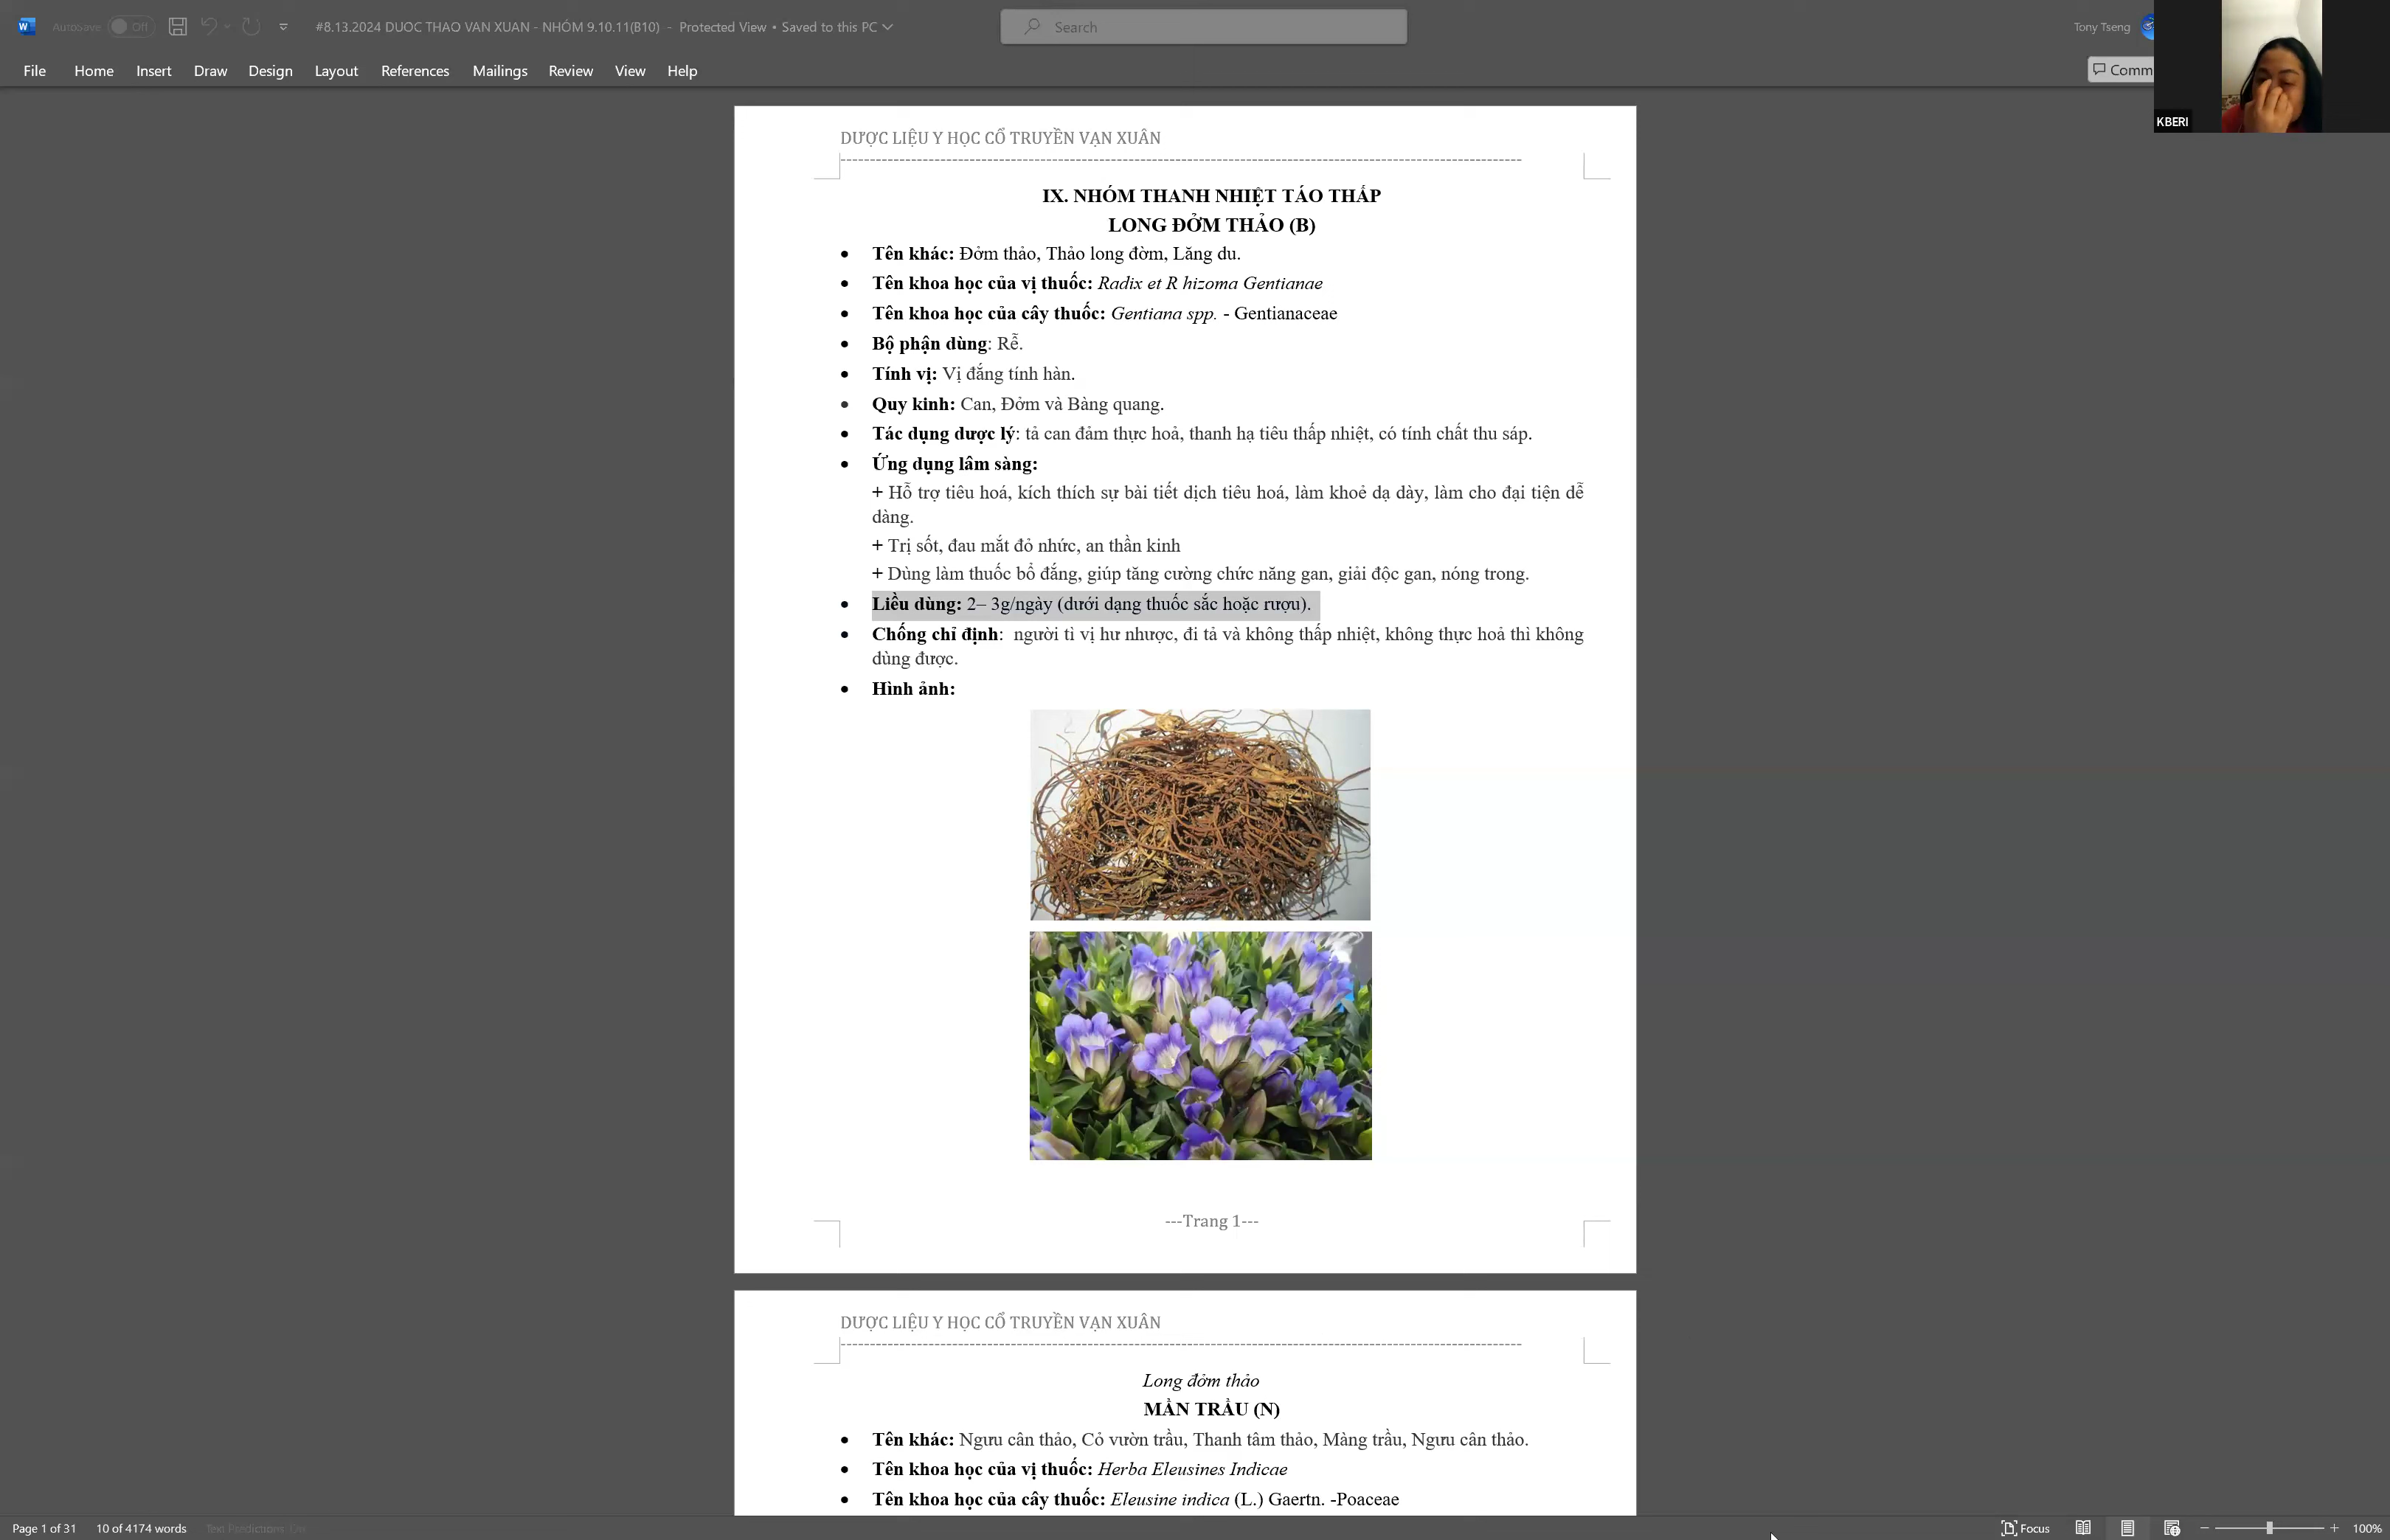 AutoSave Off #8.13.2024 DUOC THAO VAN XUAN - NHÓM 9.10.11(B10) - Protected View • Saved to this PC Search Tony Tseng
File Home Insert Draw Design Layout References Mailings Review View Help Comm
KBERI
DƯỢC LIỆU Y HỌC CỔ TRUYỀN VẠN XUÂN
IX. NHÓM THANH NHIỆT TÁO THẤP
LONG ĐỞM THẢO (B)
• Tên khác: Đởm thảo, Thảo long đờm, Lăng du.
• Tên khoa học của vị thuốc: Radix et R hizoma Gentianae
• Tên khoa học của cây thuốc: Gentiana spp. - Gentianaceae
• Bộ phận dùng: Rễ.
• Tính vị: Vị đắng tính hàn.
• Quy kinh: Can, Đởm và Bàng quang.
• Tác dụng dược lý: tả can đảm thực hoả, thanh hạ tiêu thấp nhiệt, có tính chất thu sáp.
• Ứng dụng lâm sàng:
+ Hỗ trợ tiêu hoá, kích thích sự bài tiết dịch tiêu hoá, làm khoẻ dạ dày, làm cho đại tiện dễ
dàng.
+ Trị sốt, đau mắt đỏ nhức, an thần kinh
+ Dùng làm thuốc bổ đắng, giúp tăng cường chức năng gan, giải độc gan, nóng trong.
• Liều dùng: 2– 3g/ngày (dưới dạng thuốc sắc hoặc rượu).
• Chống chỉ định: người tì vị hư nhược, đi tả và không thấp nhiệt, không thực hoả thì không
dùng được.
• Hình ảnh:
---Trang 1---
DƯỢC LIỆU Y HỌC CỔ TRUYỀN VẠN XUÂN
Long đởm thảo
MẦN TRẦU (N)
• Tên khác: Ngưu cân thảo, Cỏ vườn trầu, Thanh tâm thảo, Màng trầu, Ngưu cân thảo.
• Tên khoa học của vị thuốc: Herba Eleusines Indicae
• Tên khoa học của cây thuốc: Eleusine indica (L.) Gaertn. -Poaceae
Page 1 of 31 10 of 4174 words Text Predictions: On Focus 100%